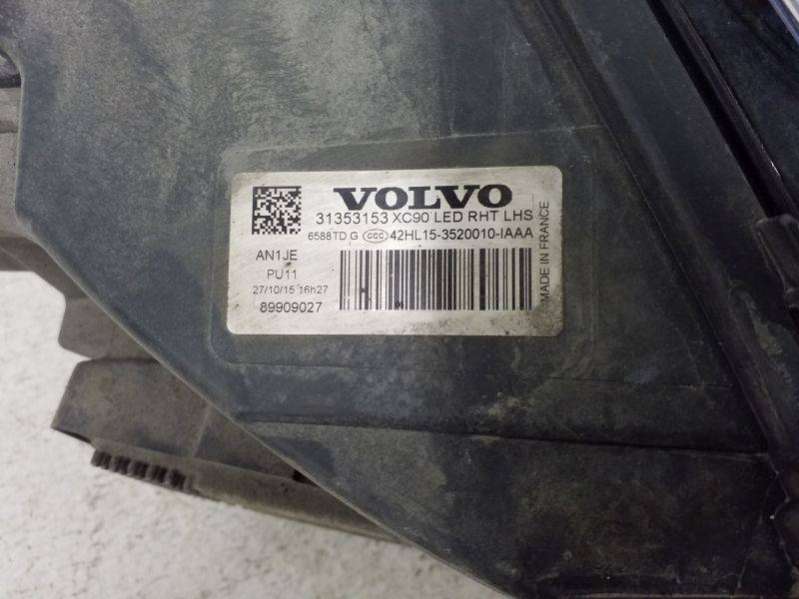 VOLVO
31353153 XC90 LED RHT LHS
6588TD G CCC 42HL15-3520010-IAAA
AN1JE
PU11
27/10/15 16h27
89909027
MADE IN FRANCE